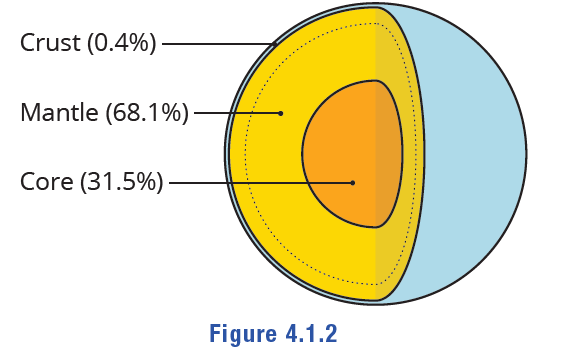 Crust (0.4%)
Mantle (68.1%)
Core (31.5%)
Figure 4.1.2